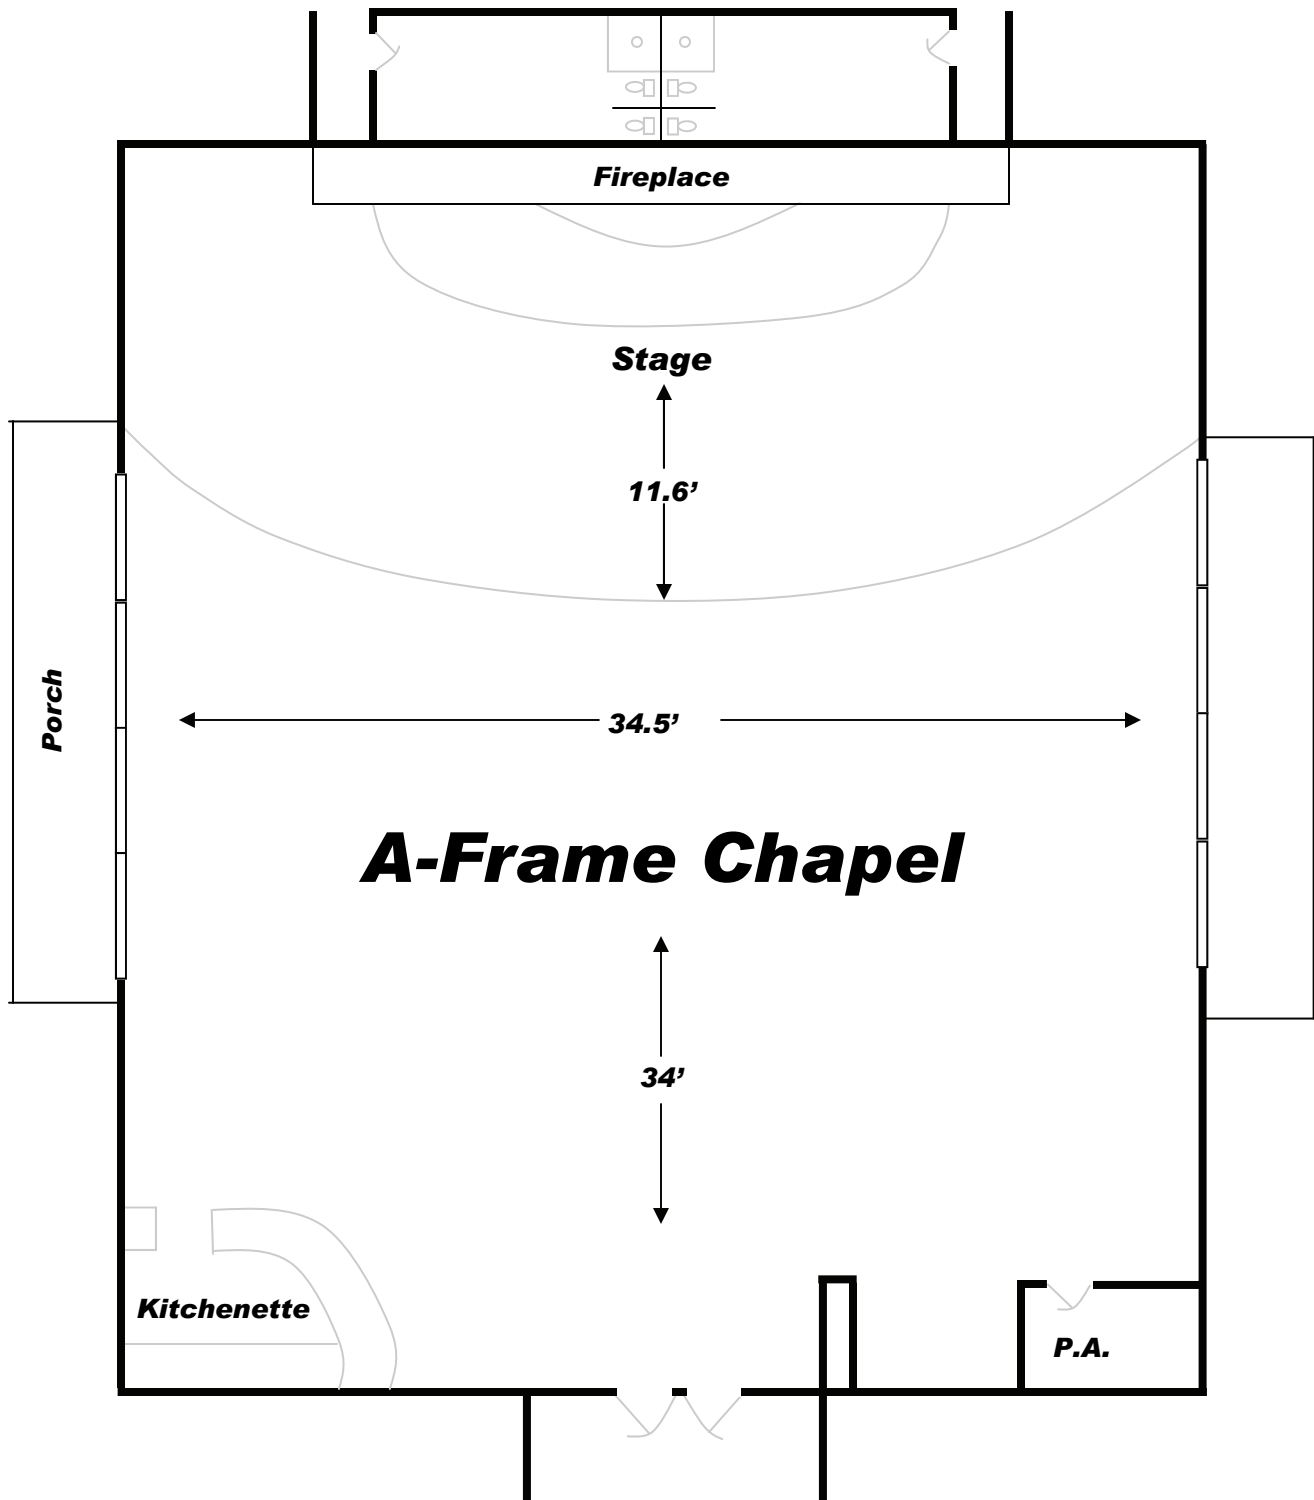 Fireplace
Stage
11.6’
Porch
34.5’
A-Frame Chapel
34’
Kitchenette
P.A.